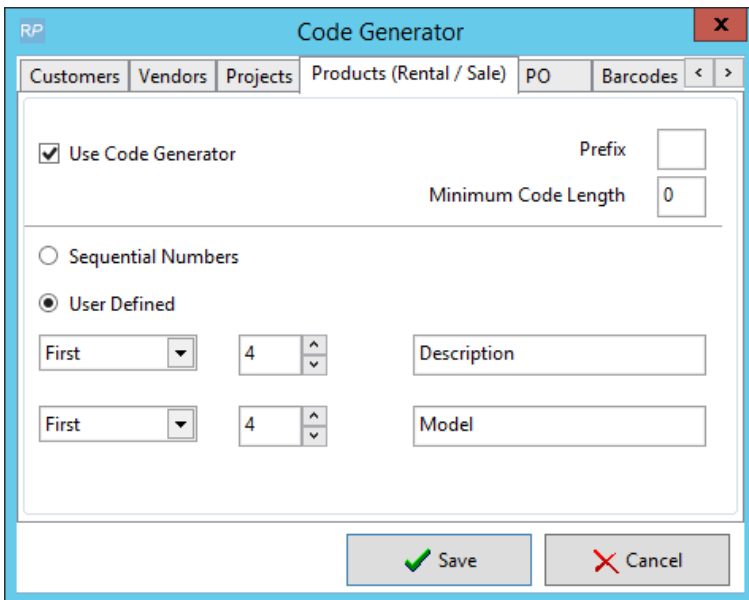 RP Code Generator x
Customers Vendors Projects Products (Rental / Sale) PO Barcodes < >
Use Code Generator Prefix
Minimum Code Length 0
Sequential Numbers
User Defined
First 4 Description
First 4 Model
Save Cancel